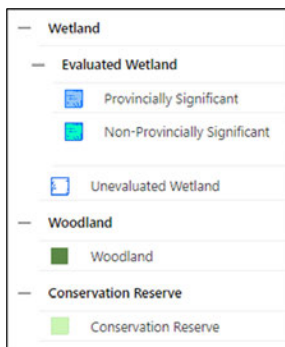 Wetland
Evaluated Wetland
Provincially Significant
Non-Provincially Significant
Unevaluated Wetland
Woodland
Woodland
Conservation Reserve
Conservation Reserve